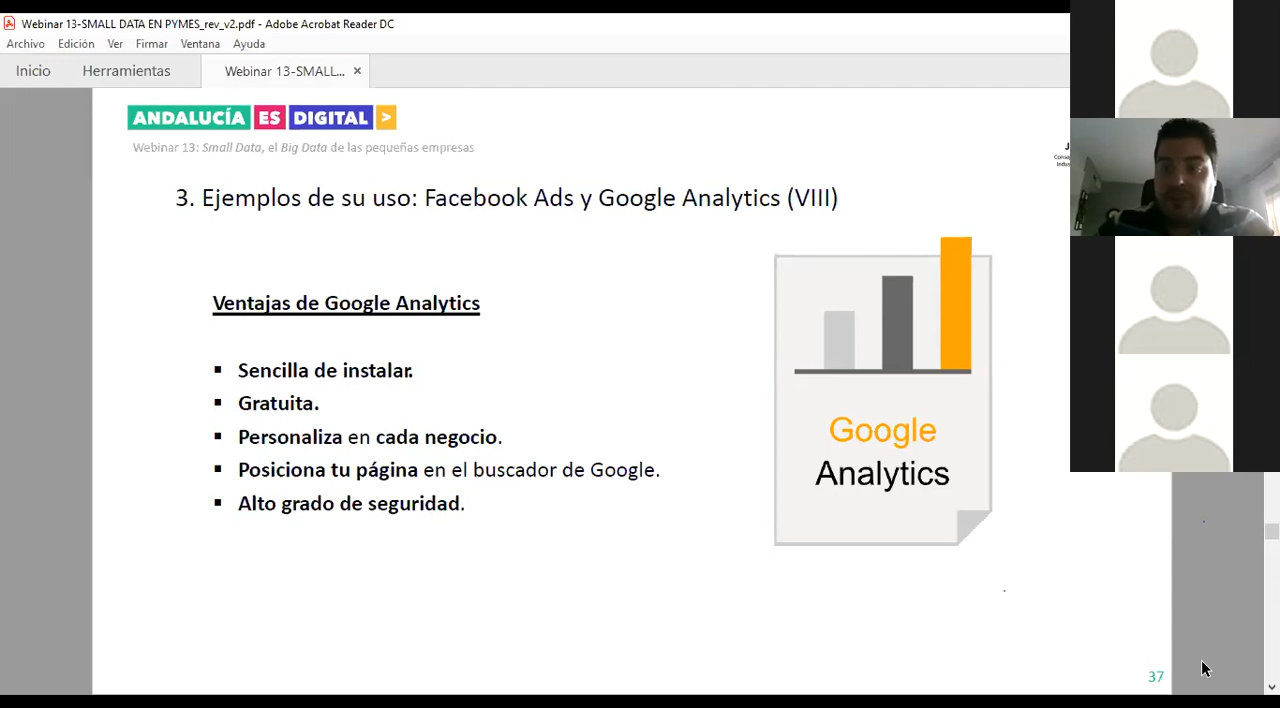 Webinar 13-SMALL DATA EN PYMES_rev_v2.pdf - Adobe Acrobat Reader DC
Archivo Edición Ver Firmar Ventana Ayuda
Inicio Herramientas Webinar 13-SMALL... ×
ANDALUCÍA ES DIGITAL >
Webinar 13: Small Data, el Big Data de las pequeñas empresas
3. Ejemplos de su uso: Facebook Ads y Google Analytics (VIII)
Ventajas de Google Analytics
▪ Sencilla de instalar.
▪ Gratuita.
▪ Personaliza en cada negocio.
▪ Posiciona tu página en el buscador de Google.
▪ Alto grado de seguridad.
Google
Analytics
37